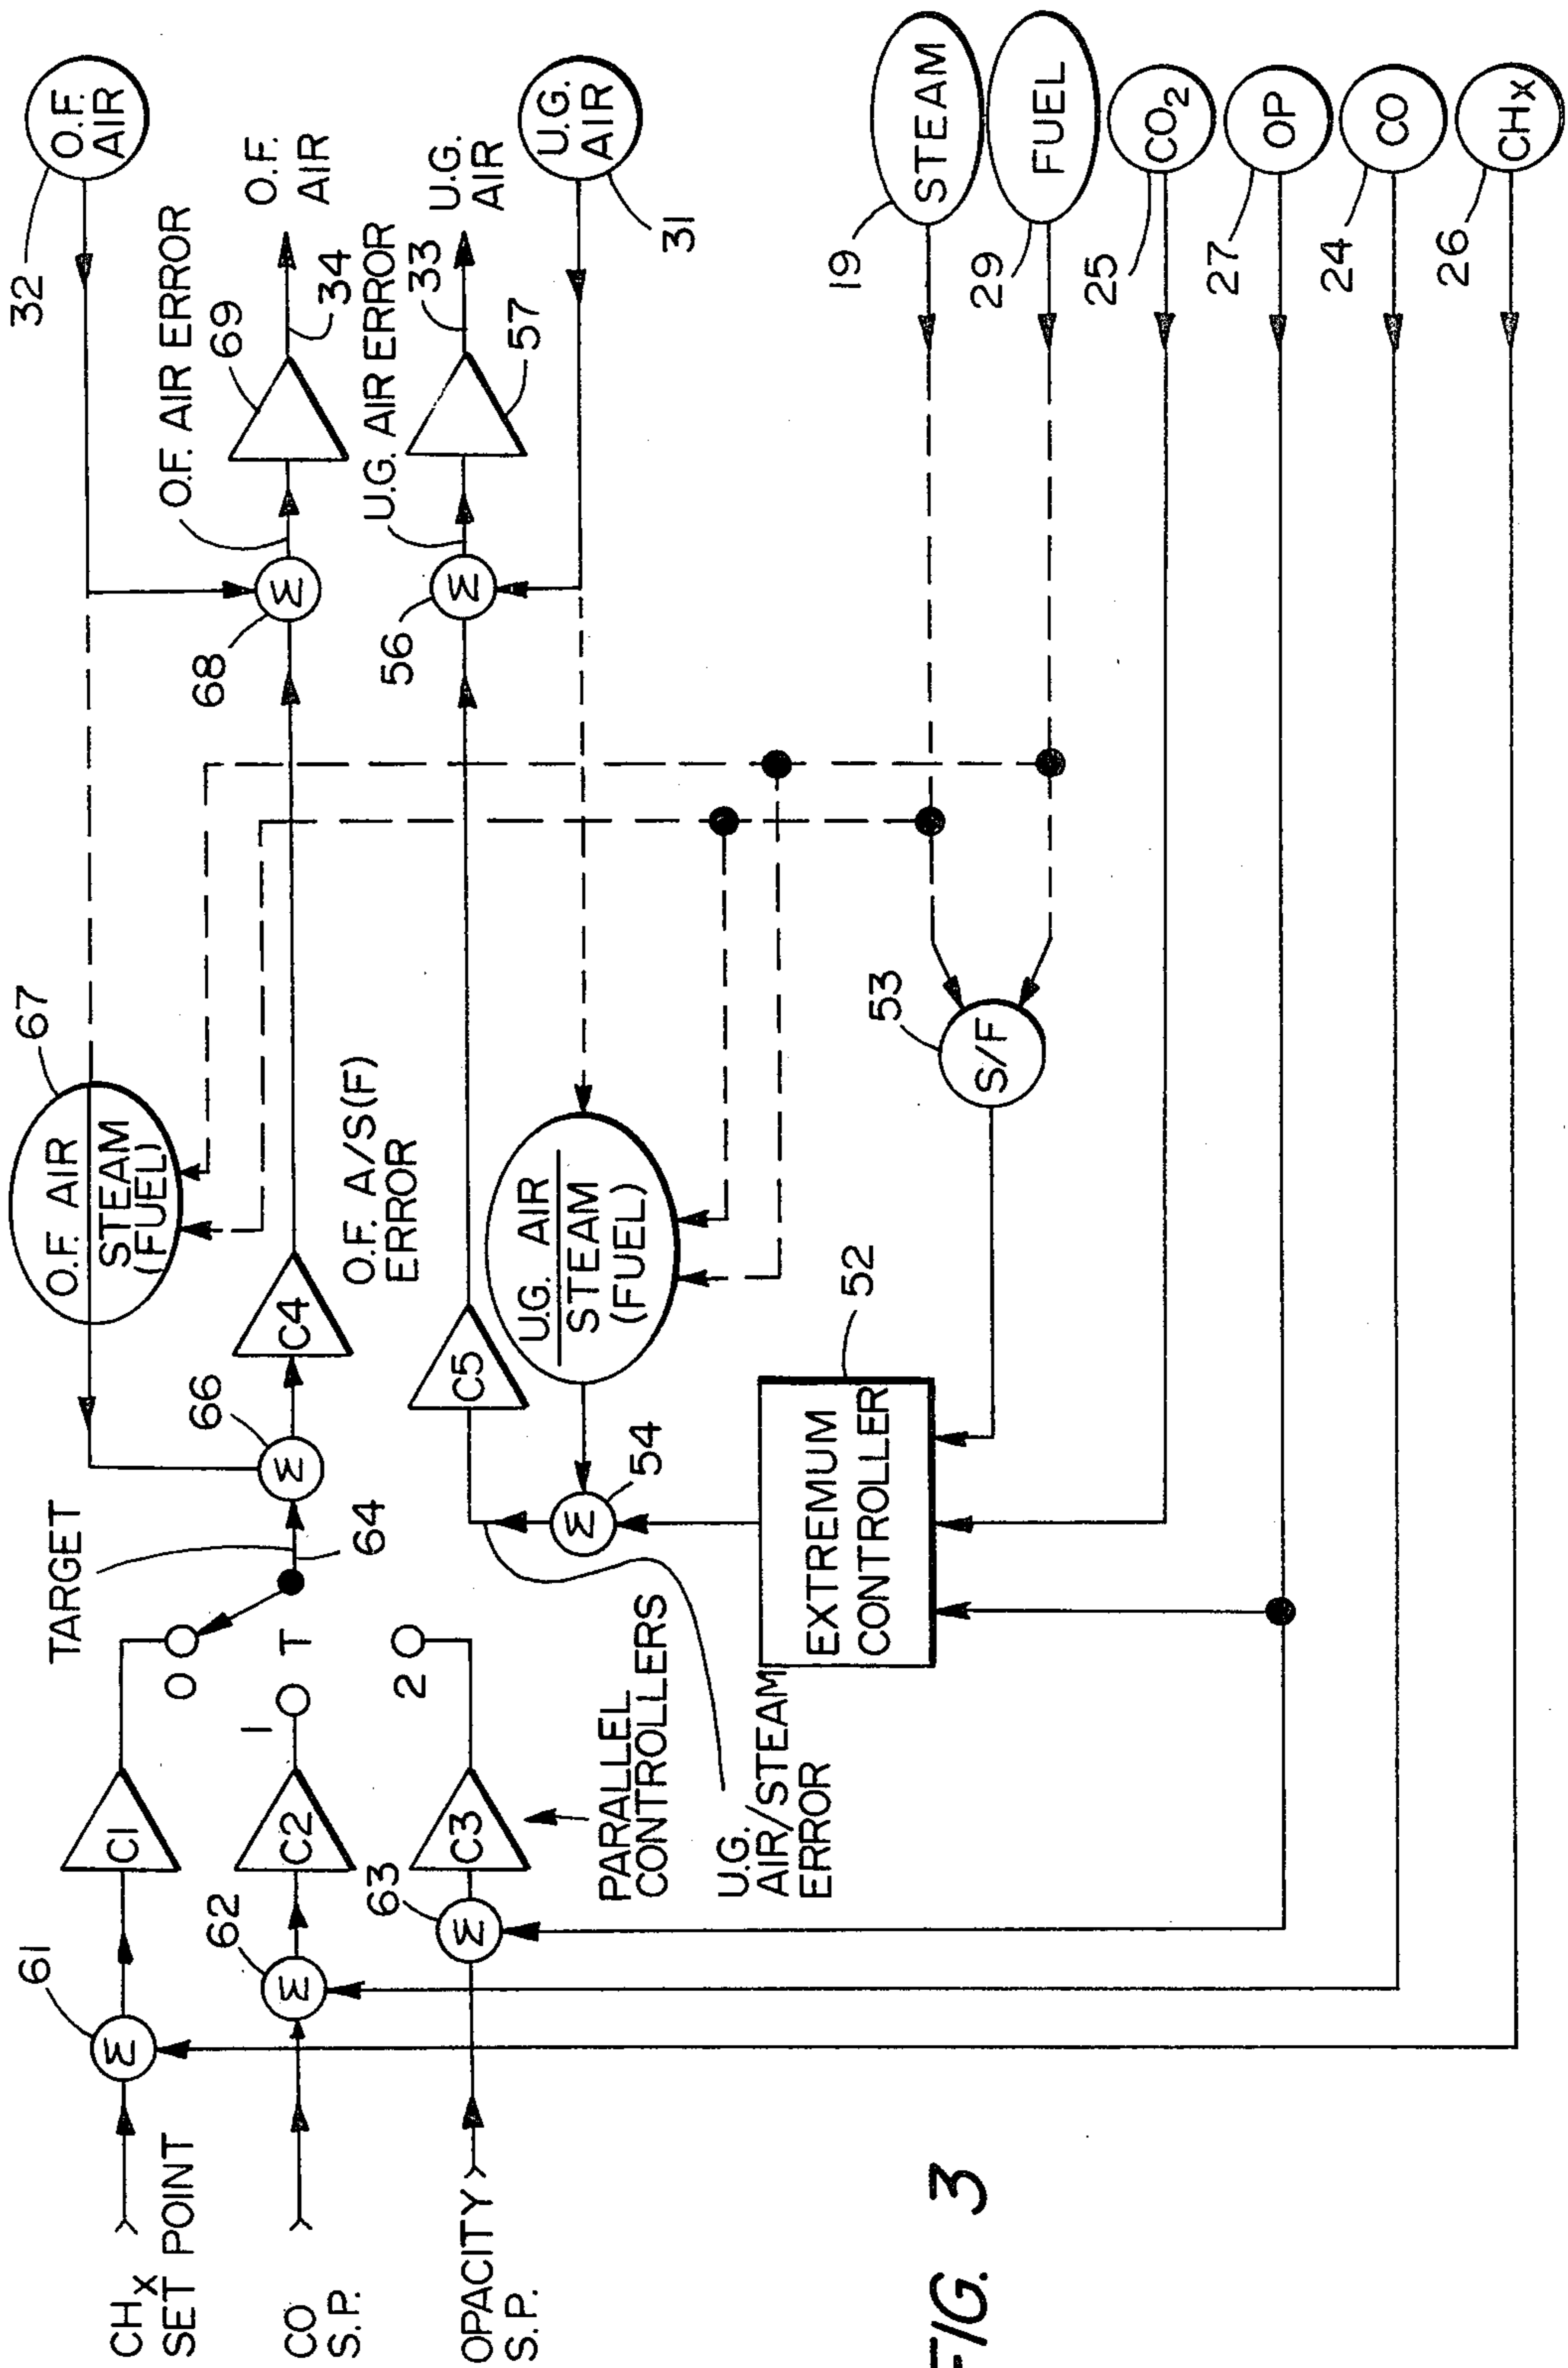 CHx
SET POINT
CO
S.P.
OPACITY
S.P.
61
Σ
62
Σ
63
Σ
C1
C2
C3
PARALLEL
CONTROLLERS
U.G.
AIR/STEAM
ERROR
0
1
2
T
TARGET
64
66
Σ
C4
O.F. A/S(F)
ERROR
67
O.F. AIR
STEAM
(FUEL)
C5
U.G. AIR
STEAM
(FUEL)
54
Σ
52
EXTREMUM
CONTROLLER
53
S/F
68
Σ
56
Σ
O.F. AIR ERROR
69
34
O.F.
AIR
U.G. AIR ERROR
57
33
U.G.
AIR
32
O.F.
AIR
31
U.G.
AIR
19
STEAM
29
FUEL
25
CO2
27
OP
24
CO
26
CHx
FIG. 3